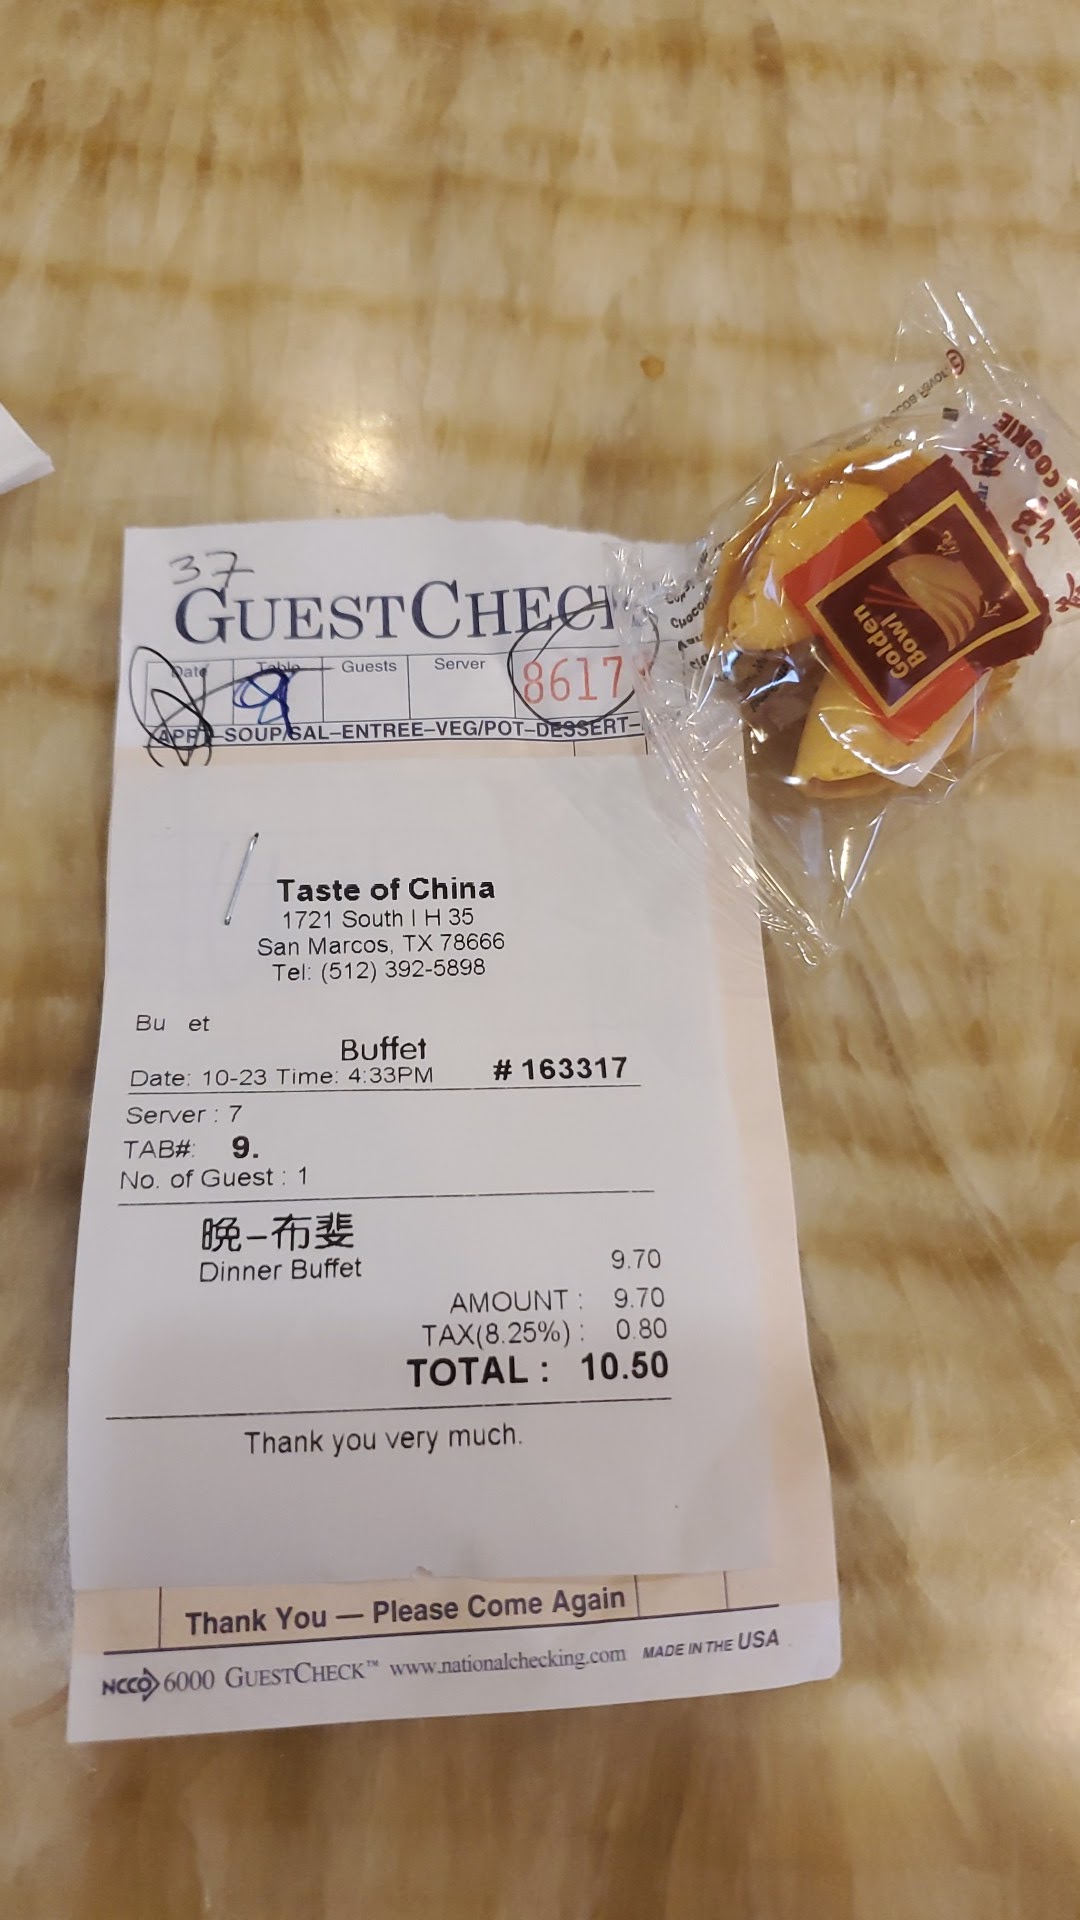 37
GUESTCHECK
Date Table Guests Server
9 8617
APPT–SOUP/SAL–ENTREE–VEG/POT–DESSERT–
Taste of China
1721 South I H 35
San Marcos, TX 78666
Tel: (512) 392-5898
Bu et
Buffet
Date: 10-23 Time: 4:33PM # 163317
Server : 7
TAB#: 9.
No. of Guest : 1
晚–布斐
Dinner Buffet 9.70
AMOUNT : 9.70
TAX(8.25%) : 0.80
TOTAL : 10.50
Thank you very much.
Thank You — Please Come Again
NCCO 6000 GUESTCHECK™ www.nationalchecking.com MADE IN THE USA
Golden
Bowl
COOKIE